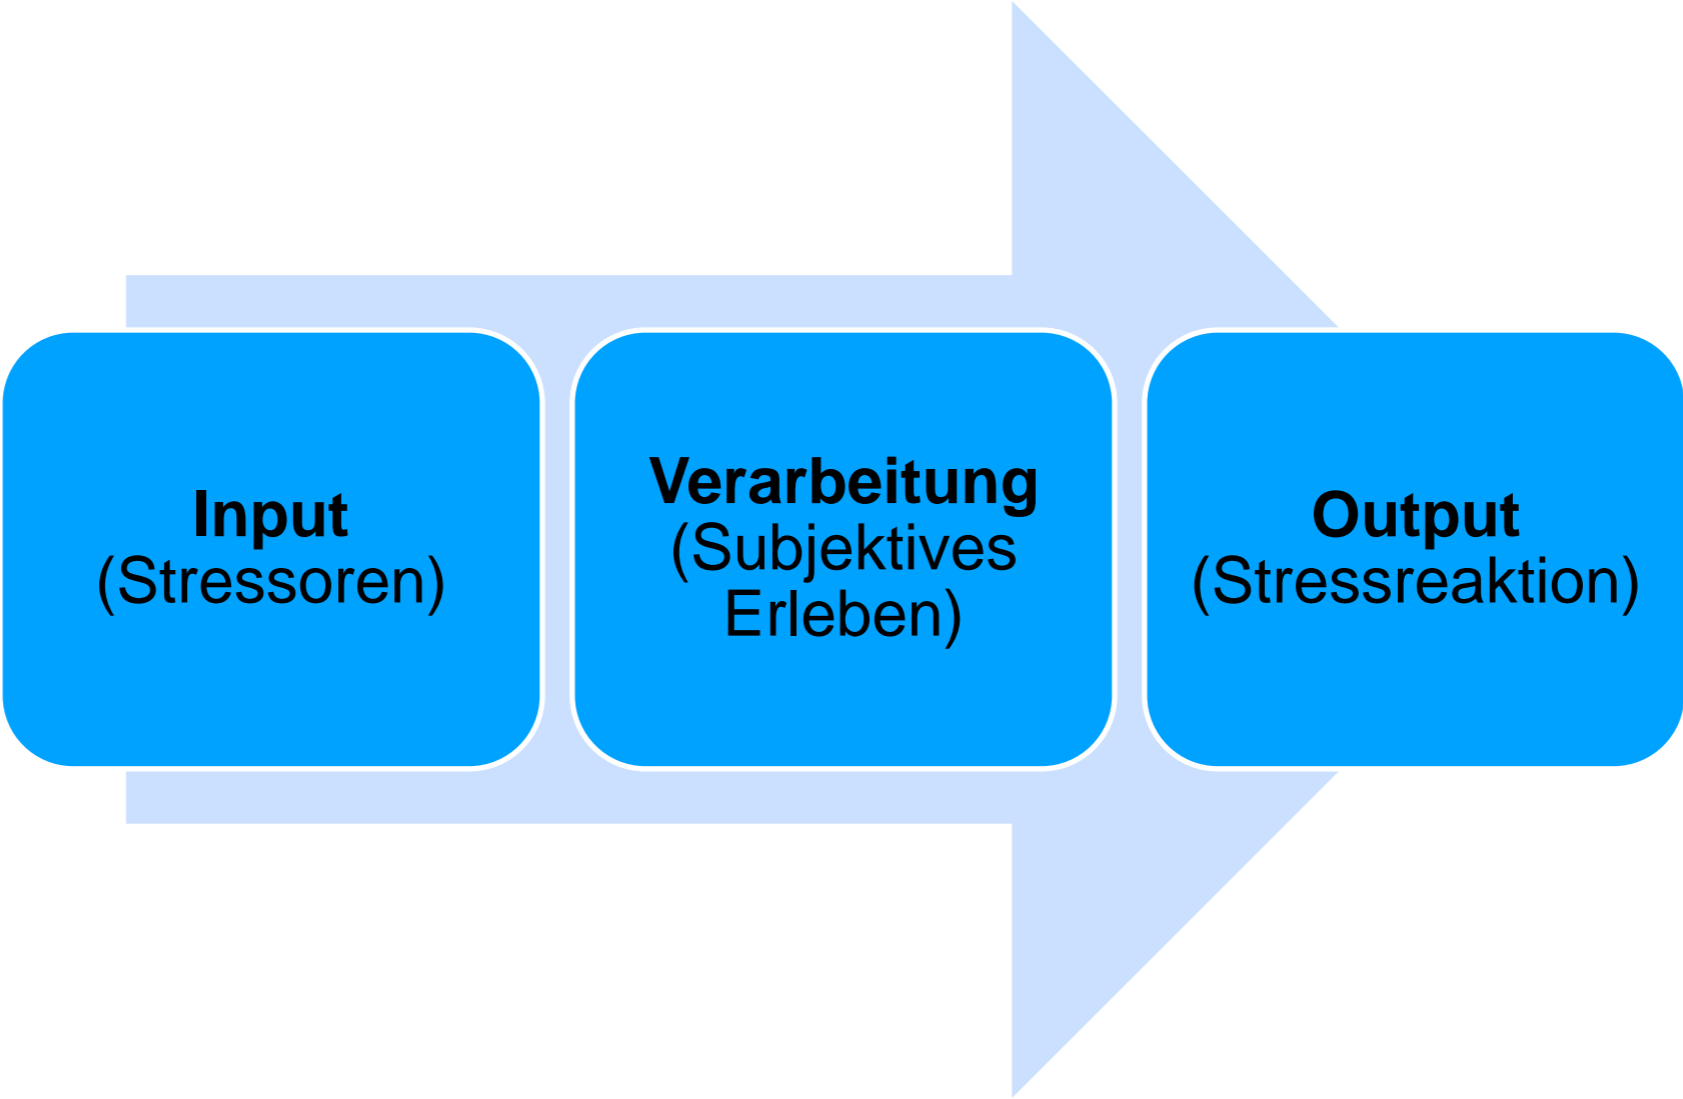 Input
(Stressoren)
Verarbeitung
(Subjektives
Erleben)
Output
(Stressreaktion)